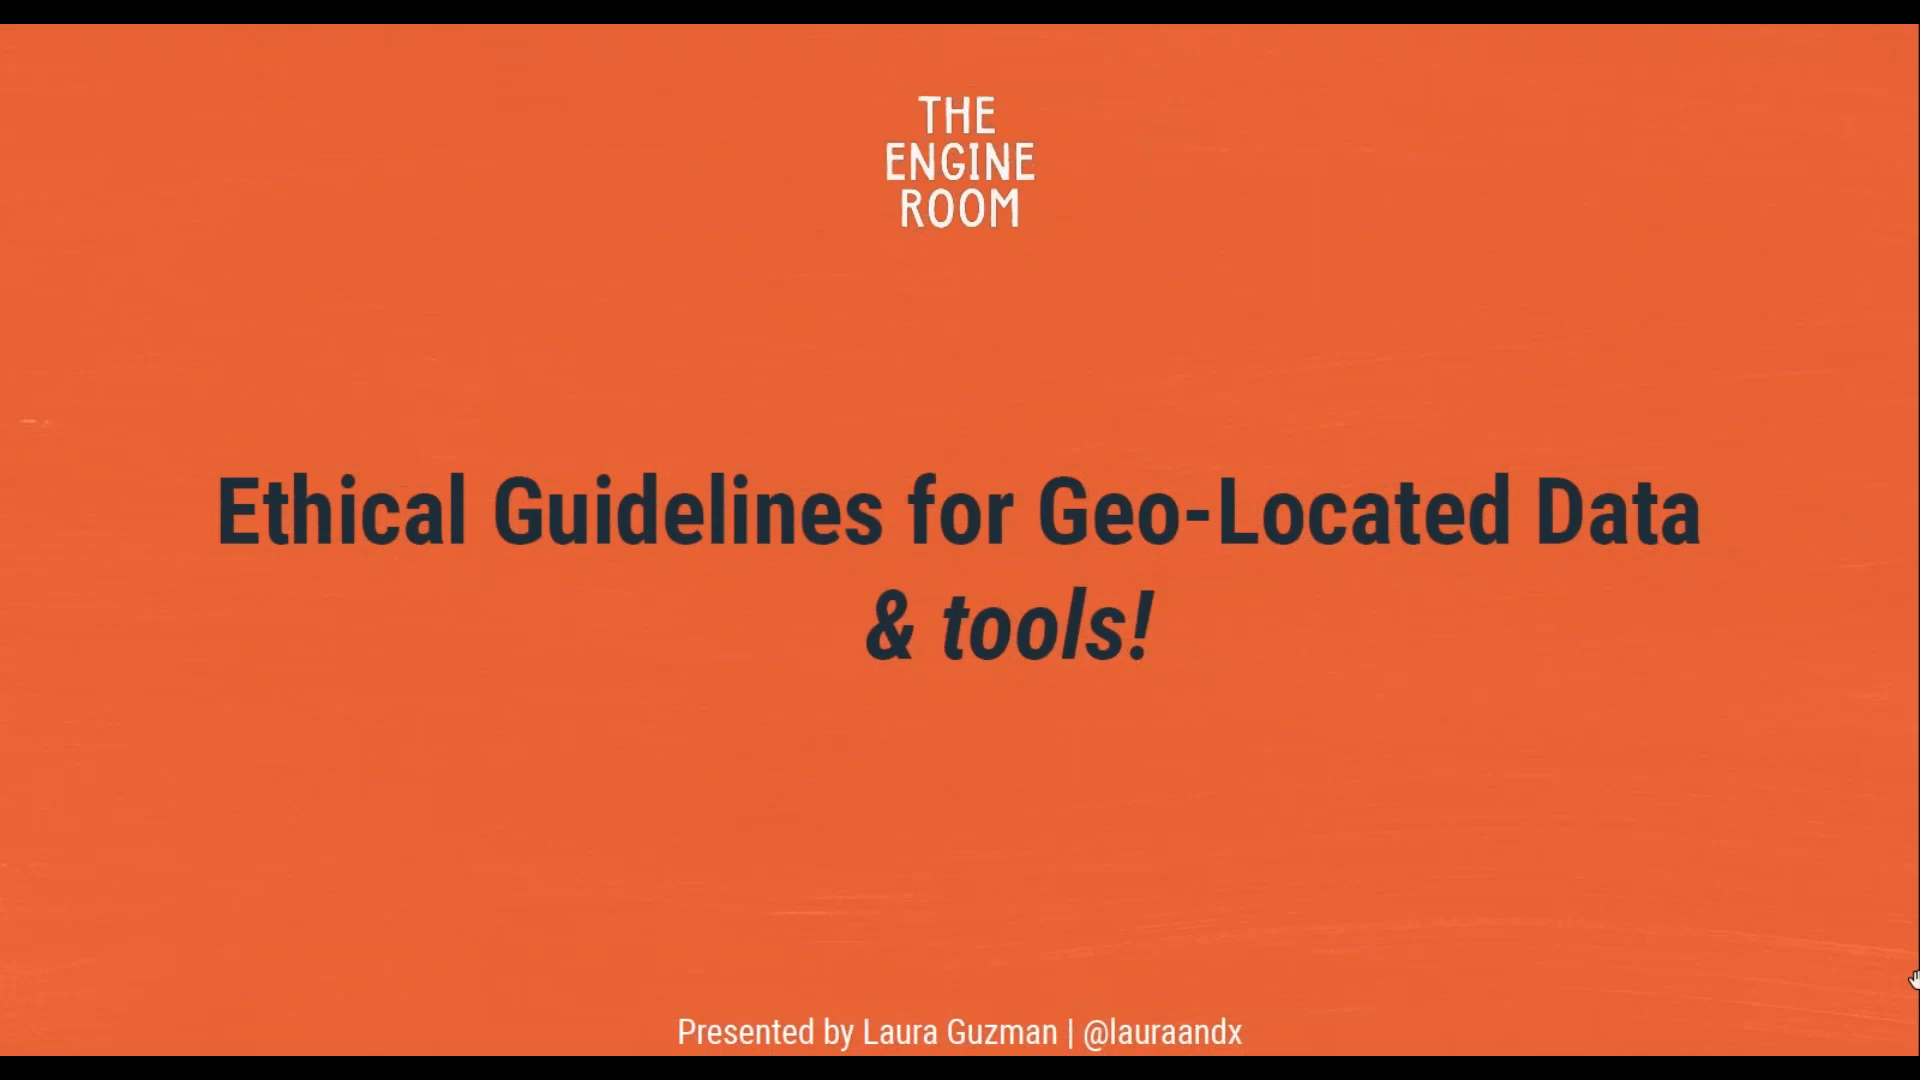 THE
ENGINE
ROOM
Ethical Guidelines for Geo-Located Data
& tools!
Presented by Laura Guzman | @lauraandx